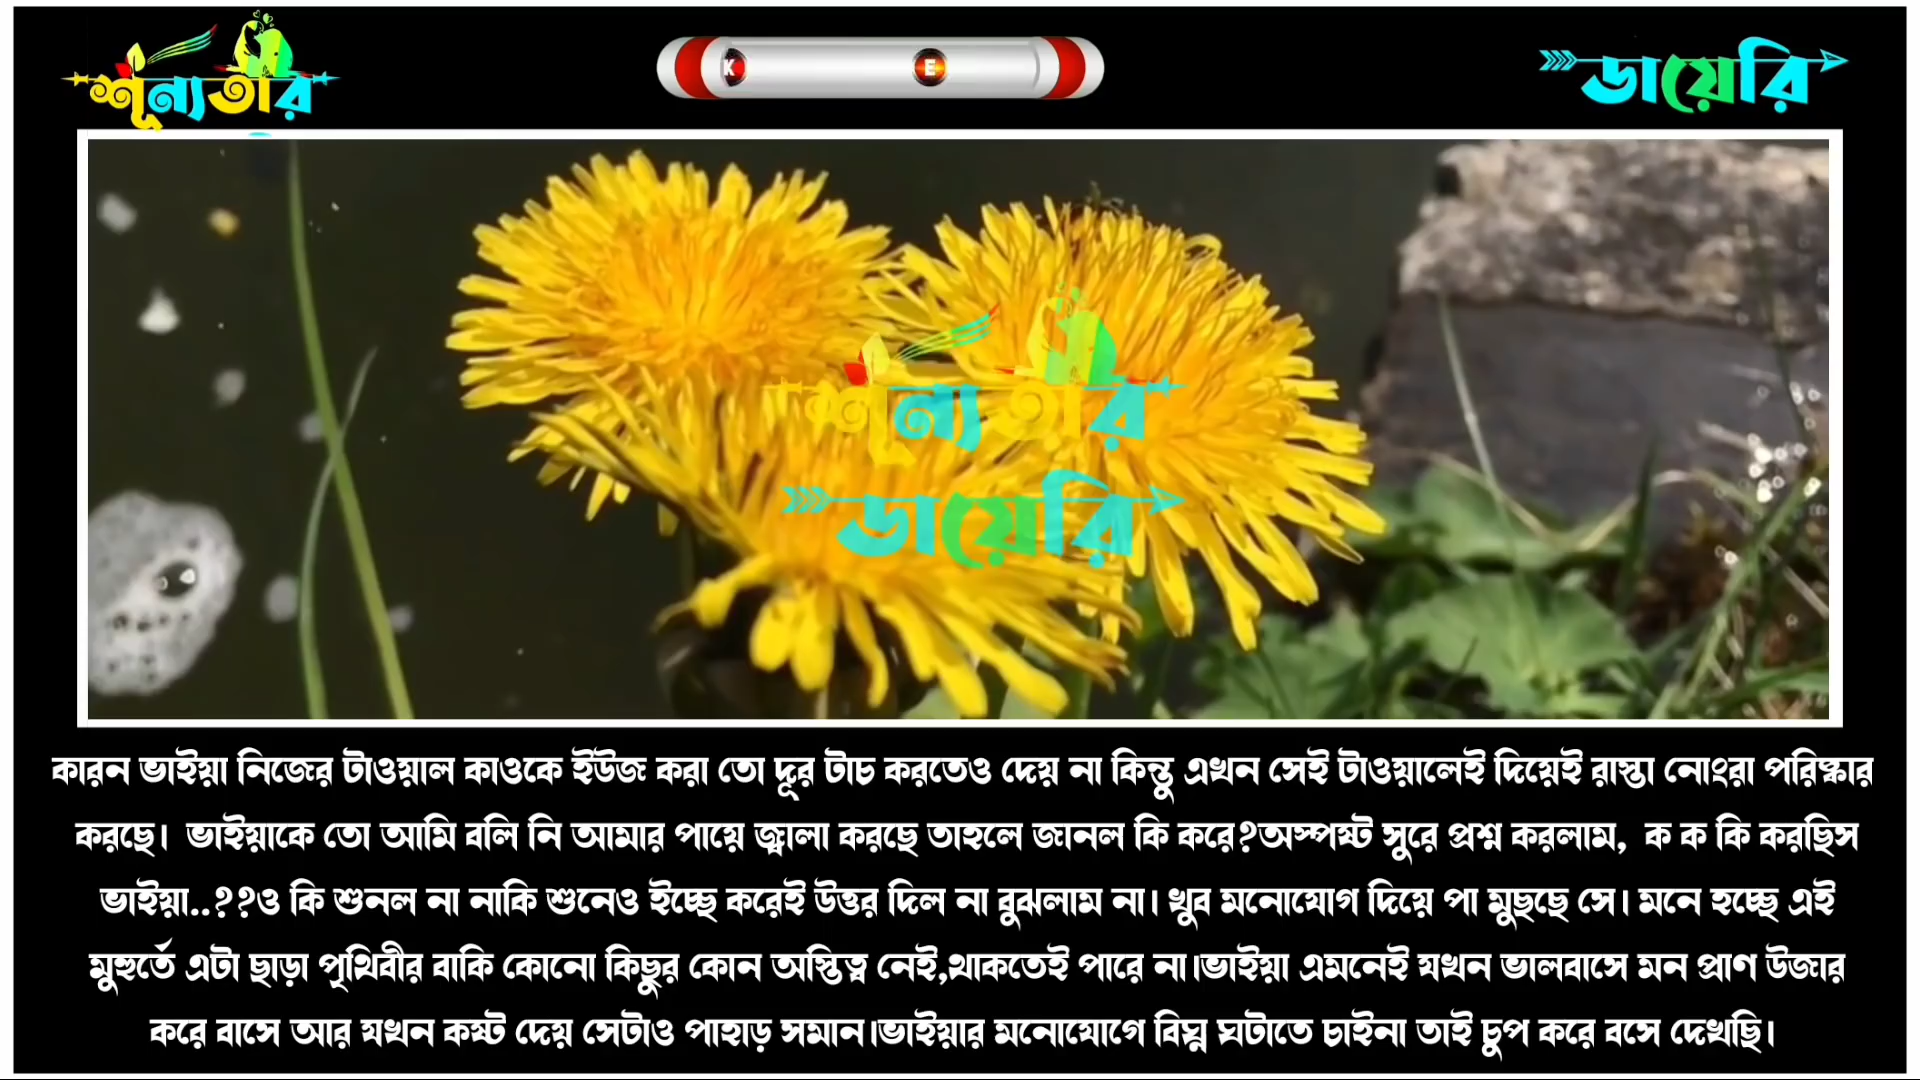 শূন্যতার
K E
ডায়েরি
শূন্যতার
ডায়েরি
কারন ভাইয়া নিজের টাওয়াল কাওকে ইউজ করা তো দূর টাচ করতেও দেয় না কিন্তু এখন সেই টাওয়ালেই দিয়েই রাস্তা নোংরা পরিষ্কার
করছে। ভাইয়াকে তো আমি বলি নি আমার পায়ে জ্বালা করছে তাহলে জানল কি করে?অস্পষ্ট সুরে প্রশ্ন করলাম, ক ক কি করছিস
ভাইয়া..??ও কি শুনল না নাকি শুনেও ইচ্ছে করেই উত্তর দিল না বুঝলাম না। খুব মনোযোগ দিয়ে পা মুছছে সে। মনে হচ্ছে এই
মুহুর্তে এটা ছাড়া পৃথিবীর বাকি কোনো কিছুর কোন অস্তিত্ব নেই,থাকতেই পারে না।ভাইয়া এমনেই যখন ভালবাসে মন প্রাণ উজার
করে বাসে আর যখন কষ্ট দেয় সেটাও পাহাড় সমান।ভাইয়ার মনোযোগে বিঘ্ন ঘটাতে চাইনা তাই চুপ করে বসে দেখছি।